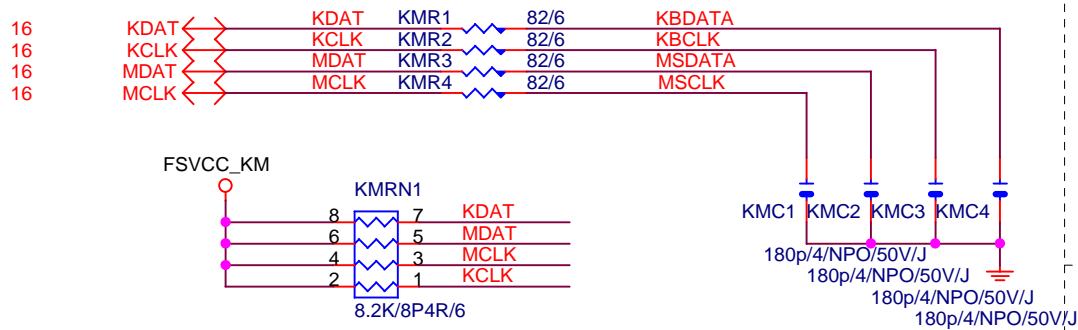 16 KDAT KDAT KMR1 82/6 KBDATA
16 KCLK KCLK KMR2 82/6 KBCLK
16 MDAT MDAT KMR3 82/6 MSDATA
16 MCLK MCLK KMR4 82/6 MSCLK
FSVCC_KM
KMRN1
8 7 KDAT
6 5 MDAT
4 3 MCLK
2 1 KCLK
8.2K/8P4R/6
KMC1 KMC2 KMC3 KMC4
180p/4/NPO/50V/J
180p/4/NPO/50V/J
180p/4/NPO/50V/J
180p/4/NPO/50V/J